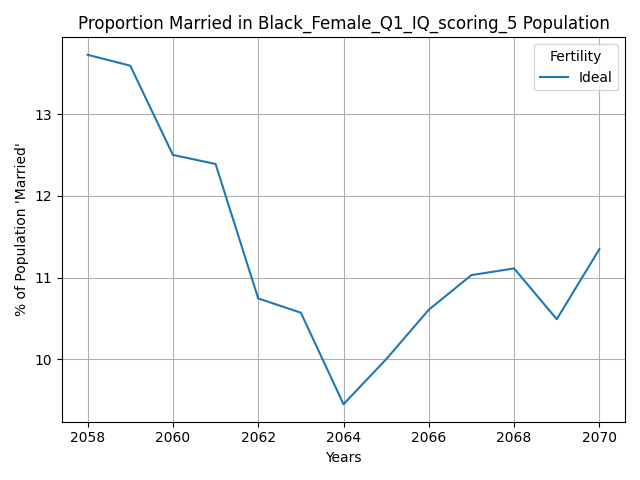 Proportion Married in Black_Female_Q1_IQ_scoring_5 Population
Fertility
Ideal
% of Population 'Married'
13
12
11
10
2058
2060
2062
2064
2066
2068
2070
Years